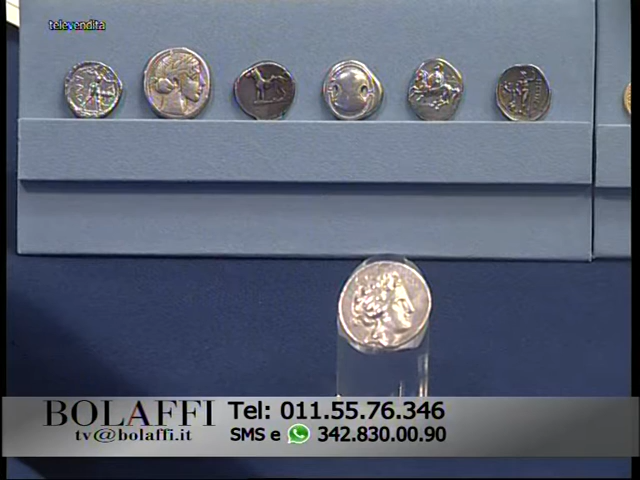 televendita
BOLAFFI
tv@bolaffi.it
Tel: 011.55.76.346
SMS e 342.830.00.90